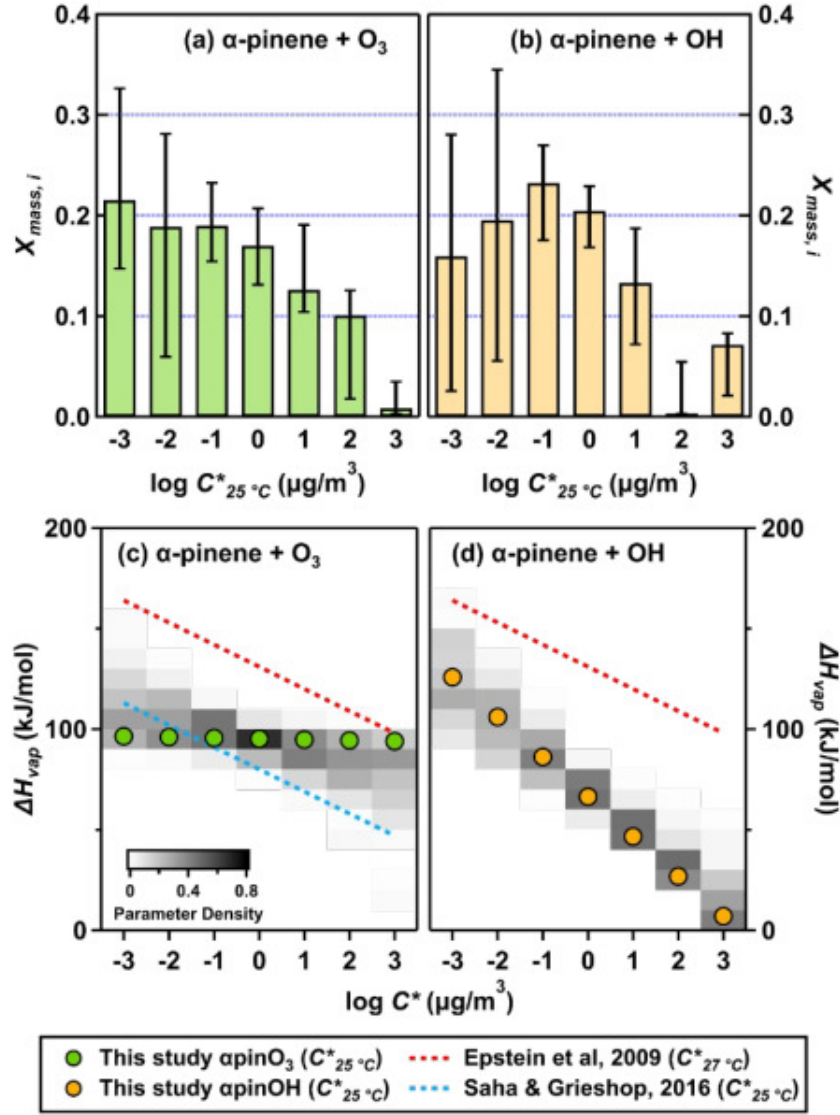 (a) α-pinene + O₃
(b) α-pinene + OH
0.4
0.3
0.2
0.1
0.0
X mass, i
0.4
0.3
0.2
0.1
0.0
X mass, i
-3 -2 -1 0 1 2 3
-3 -2 -1 0 1 2 3
log C*25 °C (µg/m³)
log C*25 °C (µg/m³)
(c) α-pinene + O₃
(d) α-pinene + OH
200
100
0
ΔHvap (kJ/mol)
200
100
0
ΔHvap (kJ/mol)
0 0.4 0.8
Parameter Density
-3 -2 -1 0 1 2 3
-3 -2 -1 0 1 2 3
log C* (µg/m³)
This study αpinO₃ (C*25 °C)
Epstein et al, 2009 (C*27 °C)
This study αpinOH (C*25 °C)
Saha & Grieshop, 2016 (C*25 °C)